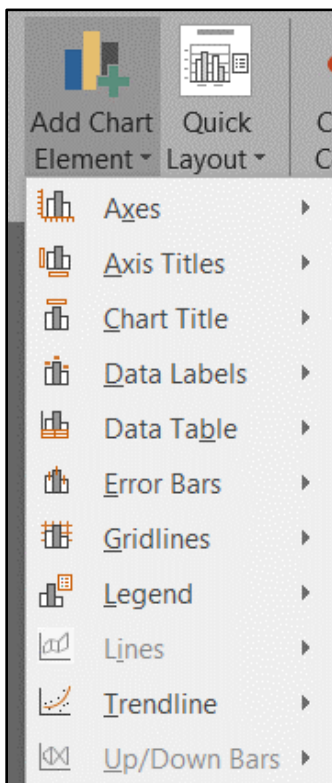 Add Chart Element
Quick Layout
Axes
Axis Titles
Chart Title
Data Labels
Data Table
Error Bars
Gridlines
Legend
Lines
Trendline
Up/Down Bars